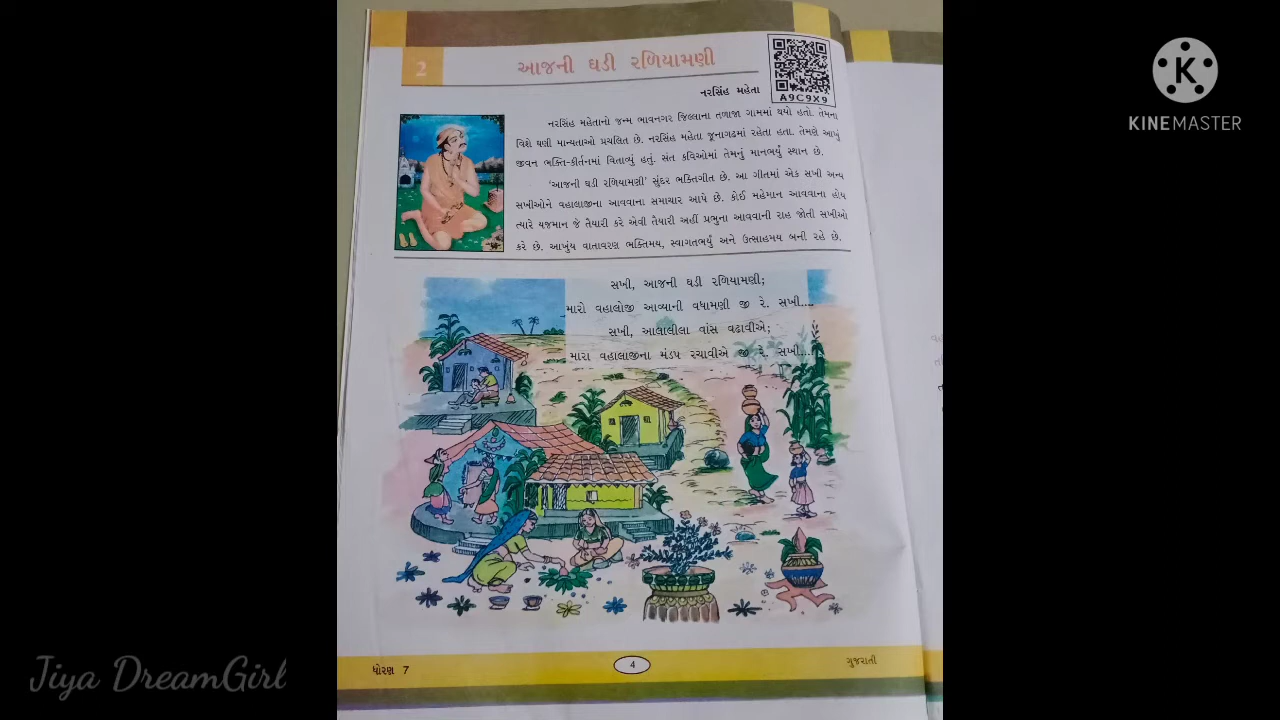 2
આજની ઘડી રળિયામણી
A9C9X9
નરસિંહ મહેતા
નરસિંહ મહેતાનો જન્મ ભાવનગર જિલ્લાના તળાજા ગામમાં થયો હતો. તેમના
વિશે ઘણી માન્યતાઓ પ્રચલિત છે. નરસિંહ મહેતા જૂનાગઢમાં રહેતા હતા. તેમણે આખું
જીવન ભક્તિ-કીર્તનમાં વિતાવ્યું હતું. સંત કવિઓમાં તેમનું માનભર્યું સ્થાન છે.
'આજની ઘડી રળિયામણી' સુંદર ભક્તિગીત છે. આ ગીતમાં એક સખી અન્ય
સખીઓને વહાલાજીના આવવાના સમાચાર આપે છે. કોઈ મહેમાન આવવાના હોય
ત્યારે યજમાન જે તૈયારી કરે એવી તૈયારી અહીં પ્રભુના આવવાની રાહ જોતી સખીઓ
કરે છે. આખુંય વાતાવરણ ભક્તિમય, સ્વાગતભર્યું અને ઉત્સાહમય બની રહે છે.
સખી, આજની ઘડી રળિયામણી;
મારો વહાલોજી આવ્યાની વધામણી જી રે. સખી....
સખી, આલાલીલા વાંસ વઢાવીએ;
મારા વહાલાજીના મંડપ રચાવીએ જી રે. સખી....
ધોરણ 7
4
ગુજરાતી
KINEMASTER
Jiya DreamGirl